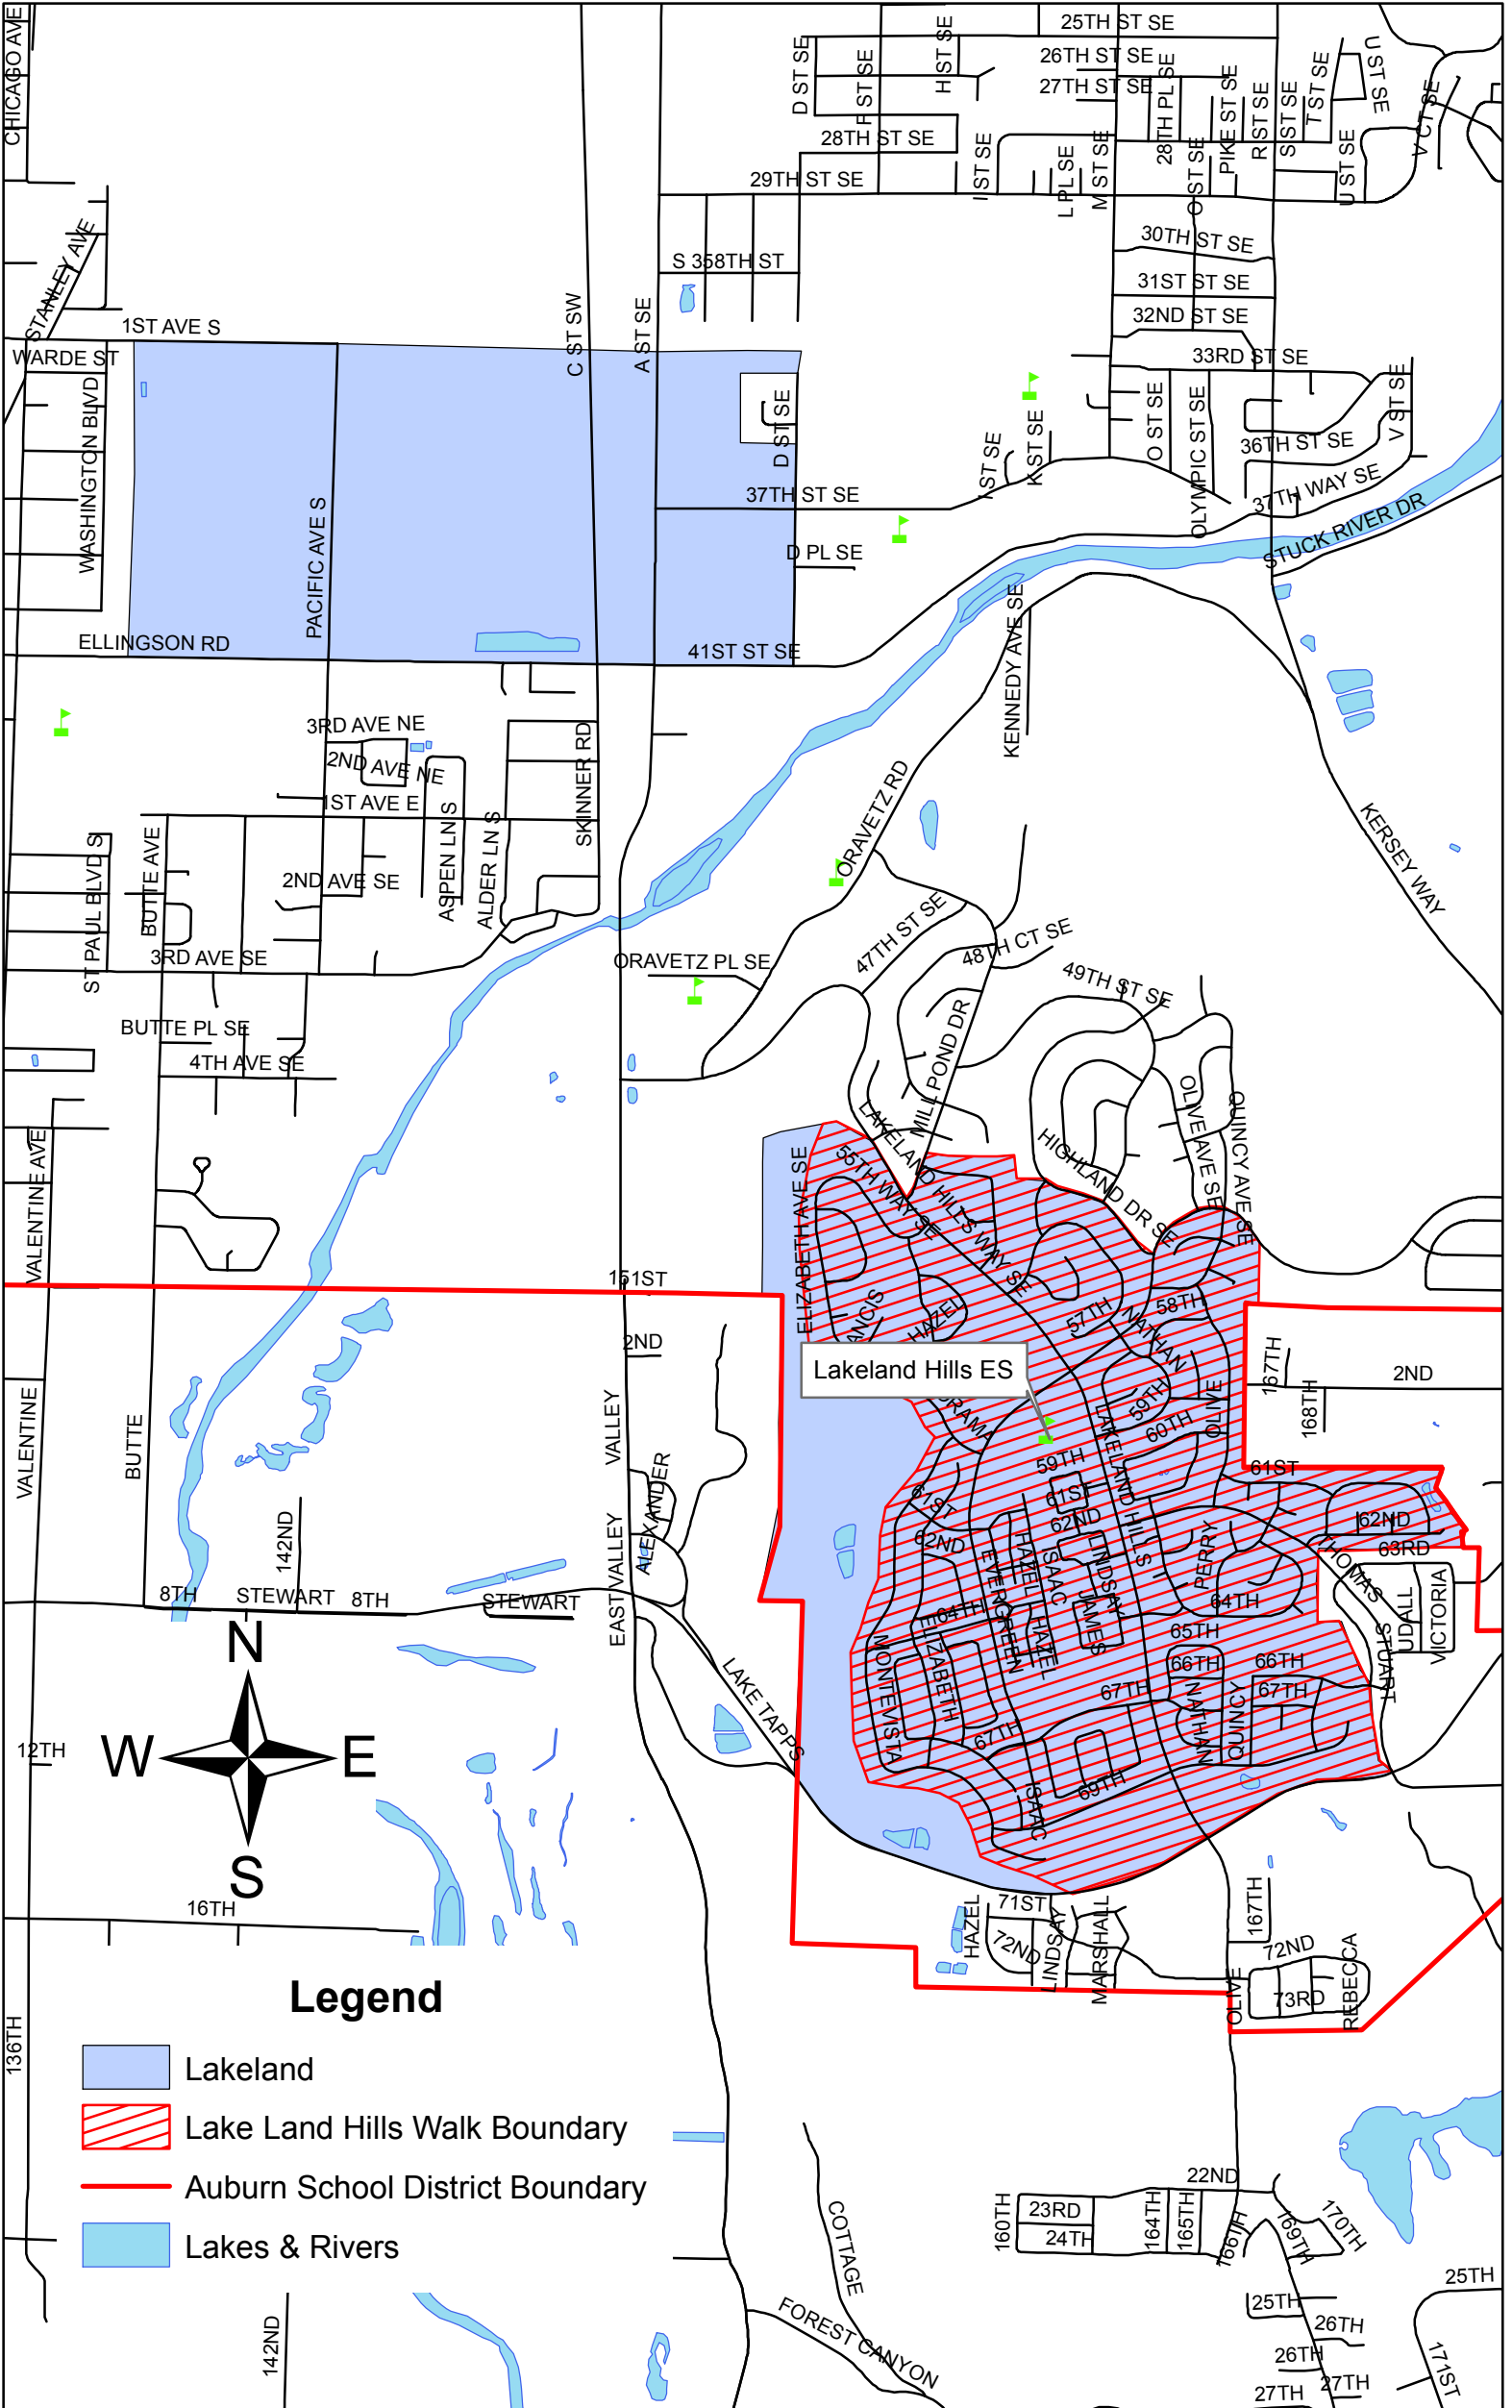 CHICAGO AVE
25TH ST SE
26TH ST SE
27TH ST SE
D ST SE
F ST SE
H ST SE
28TH PL SE
PIKE ST SE
R ST SE
S ST SE
T ST SE
U ST SE
V CT SE
28TH ST SE
29TH ST SE
I ST SE
L PL SE
M ST SE
O ST SE
U ST SE
STANLEY AVE
S 358TH ST
30TH ST SE
31ST ST SE
32ND ST SE
33RD ST SE
1ST AVE S
WARDE ST
WASHINGTON BLVD
C ST SW
A ST SE
D ST SE
I ST SE
K ST SE
O ST SE
OLYMPIC ST SE
V ST SE
36TH ST SE
37TH WAY SE
37TH ST SE
STUCK RIVER DR
D PL SE
PACIFIC AVE S
ELLINGSON RD
41ST ST SE
KENNEDY AVE SE
3RD AVE NE
2ND AVE NE
1ST AVE E
SKINNER RD
ORAVETZ RD
KERSEY WAY
ST PAUL BLVD S
BUTTE AVE
2ND AVE SE
ASPEN LN S
ALDER LN S
3RD AVE SE
47TH ST SE
48TH CT SE
ORAVETZ PL SE
49TH ST SE
BUTTE PL SE
4TH AVE SE
MILL POND DR
OLIVE AVE SE
QUINCY AVE SE
VALENTINE AVE
LAKELAND HILLS WAY SE
HIGHLAND DR SE
55TH WAY SE
ELIZABETH AVE SE
151ST
ANCIS
HAZEL
57TH
NATHAN
58TH
2ND
167TH
168TH
2ND
Lakeland Hills ES
VALENTINE
BUTTE
VALLEY
ORAMA
59TH
60TH
OLIVE
LAKELAND HILLS
59TH
61ST
62ND
61ST
62ND
61ST
62ND
63RD
ALEXANDER
142ND
EAST VALLEY
HAZEL
ISAAC
LINDSAY
PERRY
THOMAS
8TH
STEWART
8TH
STEWART
64TH
EVERGREEN
HAZEL
JAMES
64TH
UDALL
VICTORIA
STUART
N
W
E
S
LAKE TAPPS
MONTEVISTA
ELIZABETH
65TH
66TH
66TH
67TH
67TH
67TH
NATHAN
QUINCY
69TH
ISAAC
12TH
16TH
HAZEL
71ST
72ND
LINDSAY
MARSHALL
167TH
72ND
73RD
OLIVE
REBECCA
136TH
Legend
Lakeland
Lake Land Hills Walk Boundary
Auburn School District Boundary
Lakes & Rivers
142ND
COTTAGE
FOREST CANYON
22ND
160TH
23RD
24TH
164TH
165TH
166TH
169TH
170TH
25TH
25TH
26TH
26TH
27TH
27TH
171ST